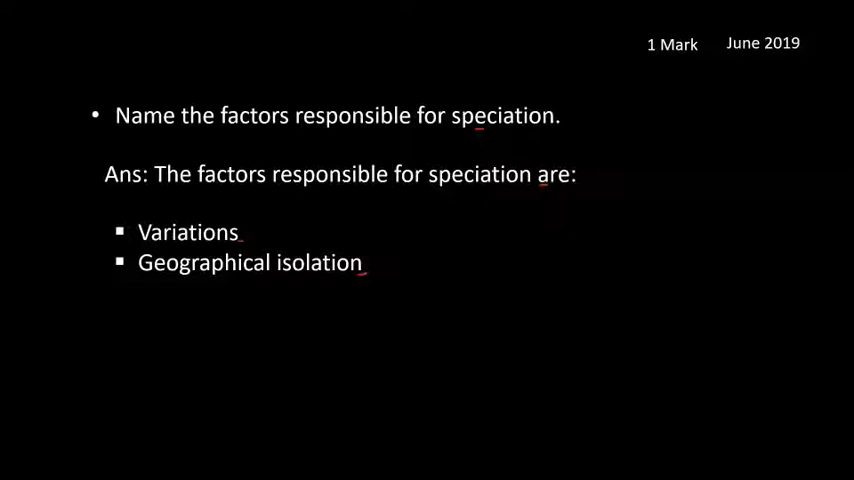 1 Mark June 2019
• Name the factors responsible for speciation.
Ans: The factors responsible for speciation are:
▪ Variations
▪ Geographical isolation